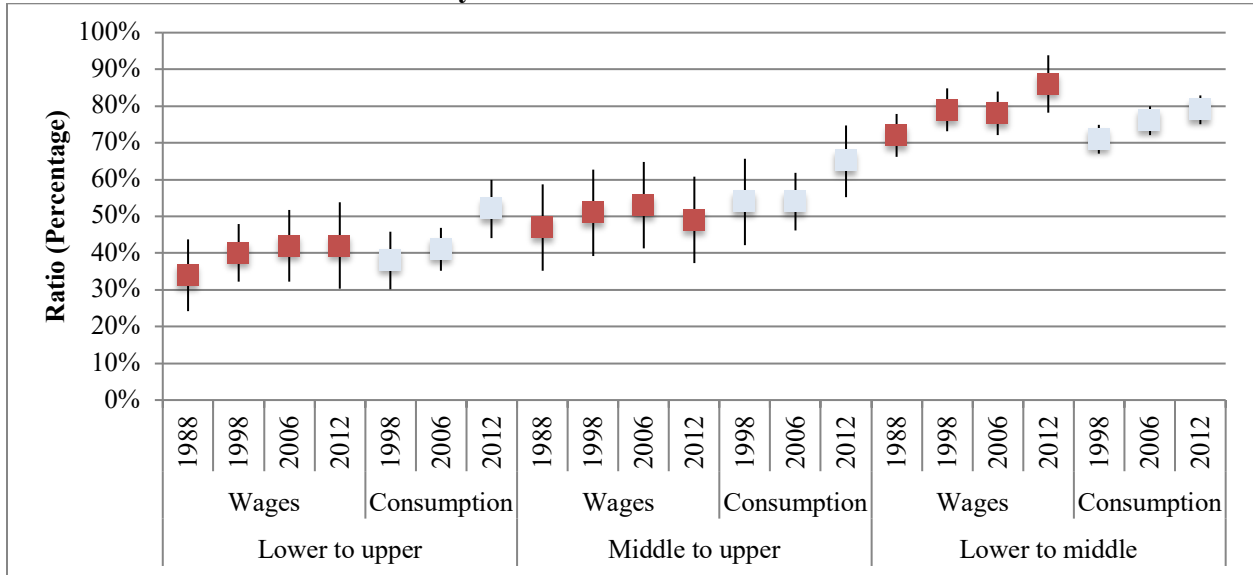 100%
90%
80%
70%
60%
50%
40%
30%
20%
10%
0%
Ratio (Percentage)
1988 1998 2006 2012 1998 2006 2012 1988 1998 2006 2012 1998 2006 2012 1988 1998 2006 2012 1998 2006 2012
Wages Consumption Wages Consumption Wages Consumption
Lower to upper Middle to upper Lower to middle